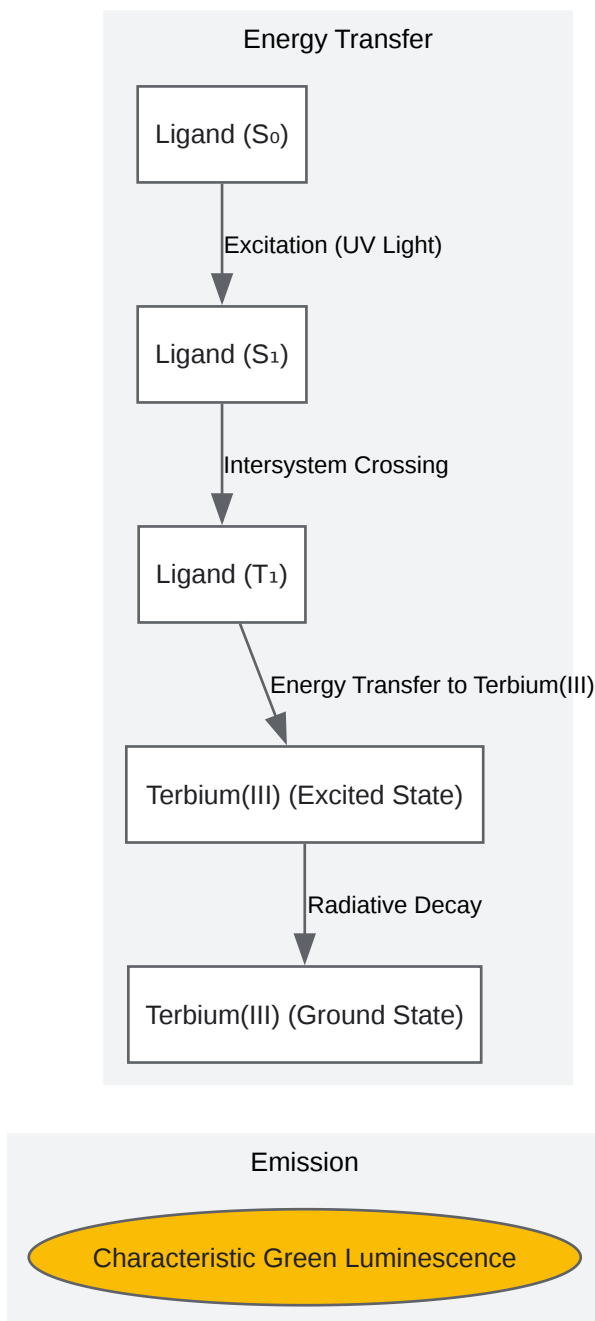 Energy Transfer
Ligand (S₀)
Excitation (UV Light)
Ligand (S₁)
Intersystem Crossing
Ligand (T₁)
Energy Transfer to Terbium(III)
Terbium(III) (Excited State)
Radiative Decay
Terbium(III) (Ground State)
Emission
Characteristic Green Luminescence